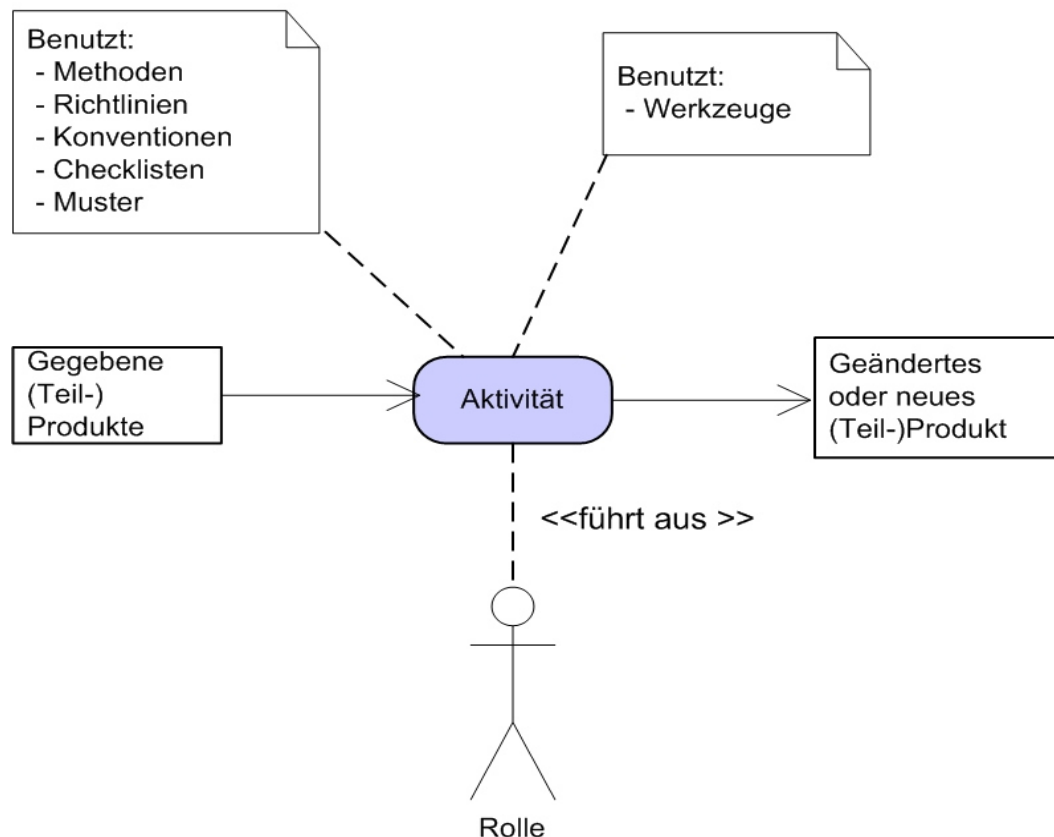 Benutzt:
- Methoden
- Richtlinien
- Konventionen
- Checklisten
- Muster
Benutzt:
- Werkzeuge
Gegebene
(Teil-)
Produkte
Aktivität
Geändertes
oder neues
(Teil-)Produkt
<<führt aus >>
Rolle